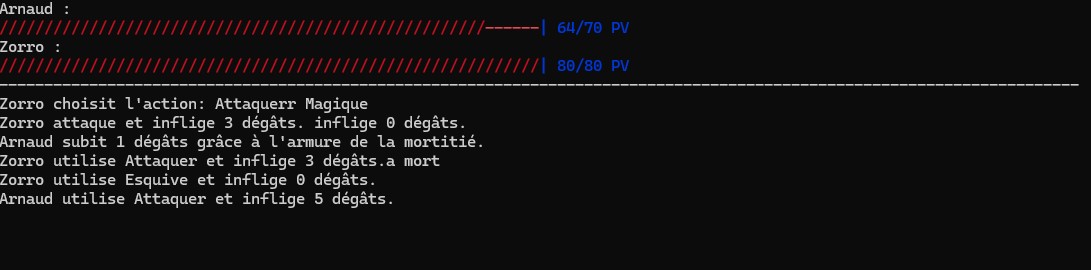 Arnaud :
//////////////////////////////////////////////////////------| 64/70 PV
Zorro :
////////////////////////////////////////////////////////////| 80/80 PV
------------------------------------------------------------------------------------------------------------------------
Zorro choisit l'action: Attaquerr Magique
Zorro attaque et inflige 3 dégâts. inflige 0 dégâts.
Arnaud subit 1 dégâts grâce à l'armure de la mortitié.
Zorro utilise Attaquer et inflige 3 dégâts.a mort
Zorro utilise Esquive et inflige 0 dégâts.
Arnaud utilise Attaquer et inflige 5 dégâts.